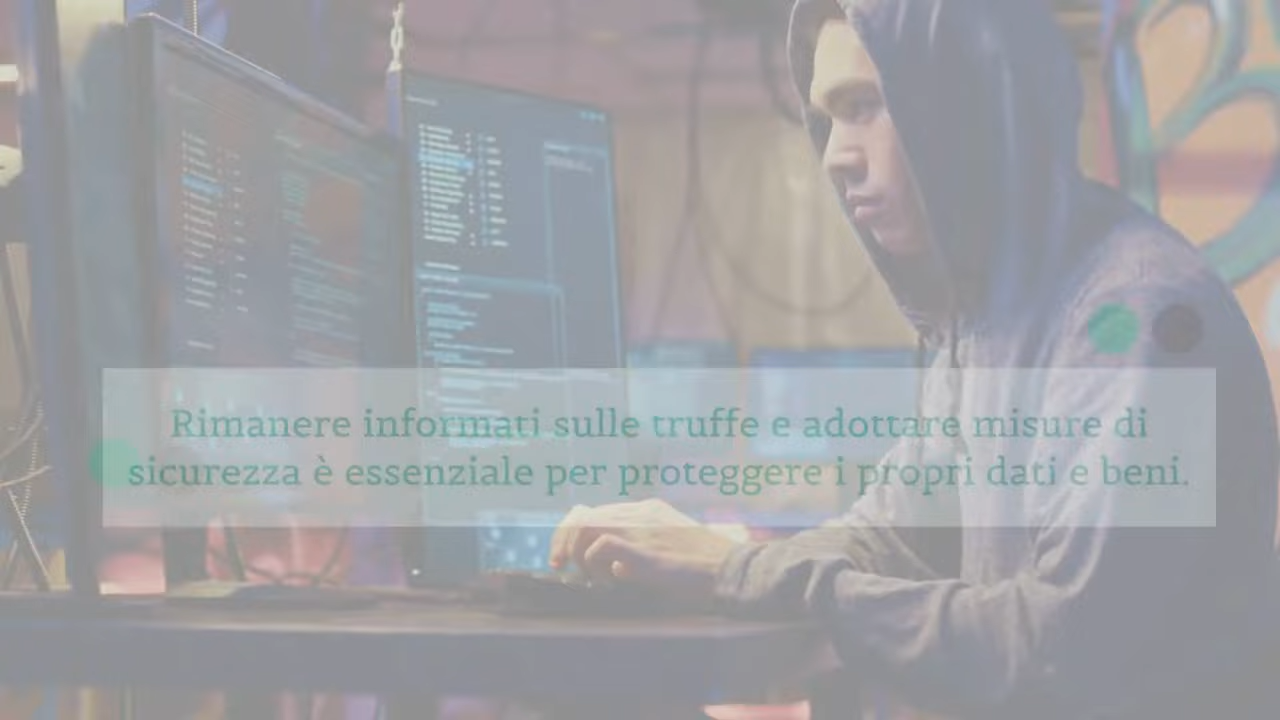 Rimanere informati sulle truffe e adottare misure di
sicurezza è essenziale per proteggere i propri dati e beni.